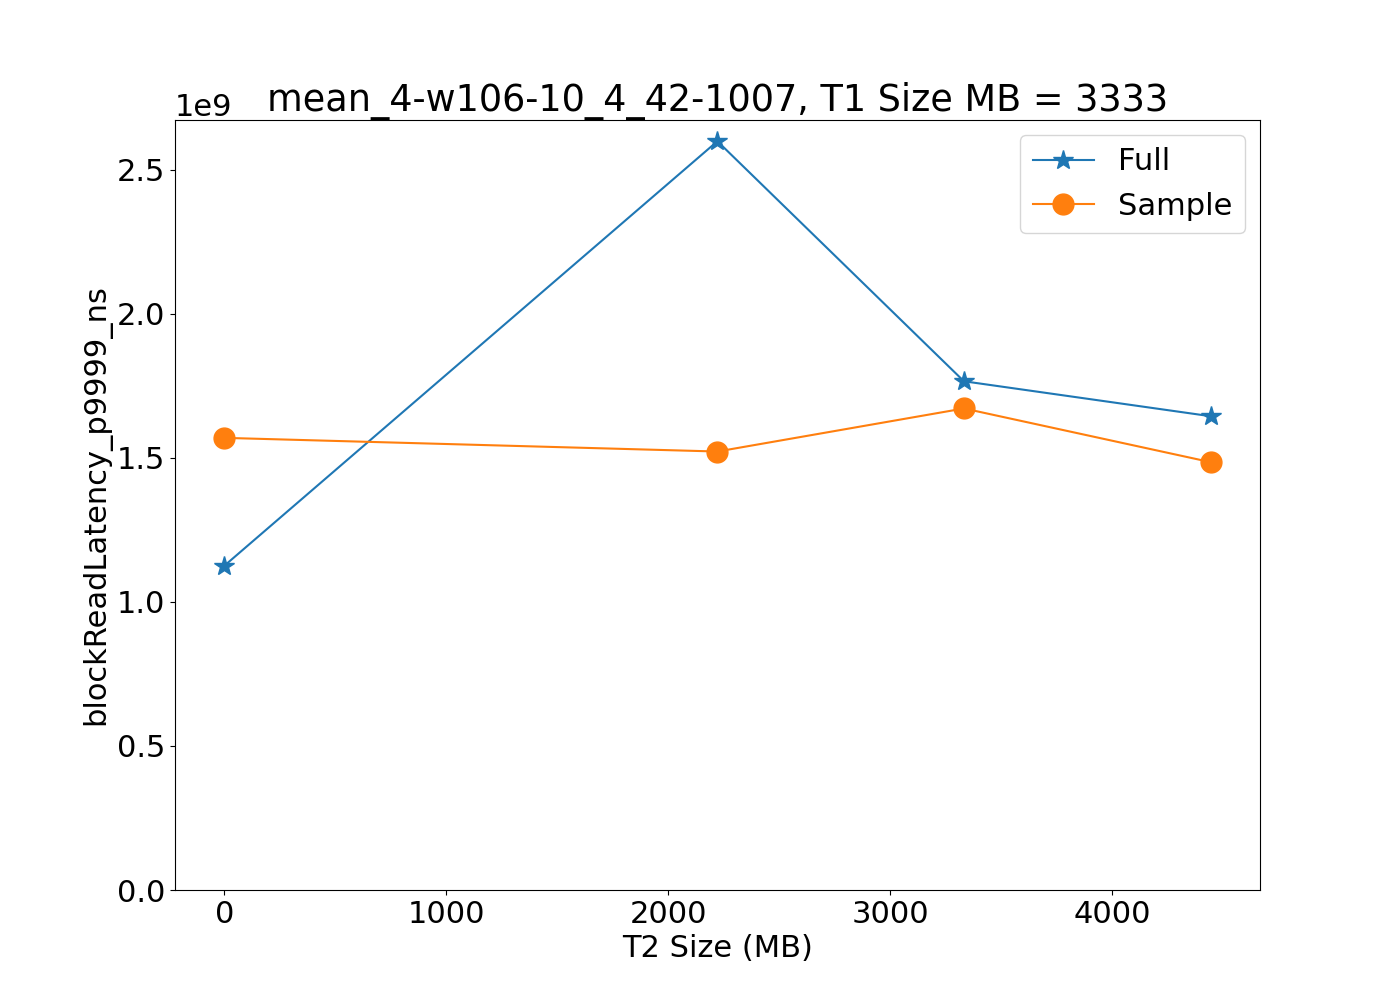 1e9
mean_4-w106-10_4_42-1007, T1 Size MB = 3333
Full
Sample
2.5
2.0
1.5
1.0
0.5
0.0
blockReadLatency_p9999_ns
0 1000 2000 3000 4000
T2 Size (MB)